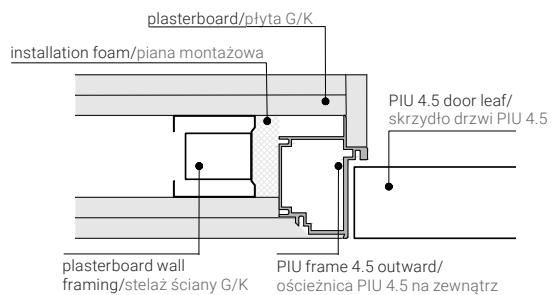 plasterboard/płyta G/K
installation foam/piana montażowa
PIU 4.5 door leaf/
skrzydło drzwi PIU 4.5
plasterboard wall
framing/stelaż ściany G/K
PIU frame 4.5 outward/
ościeżnica PIU 4.5 na zewnątrz